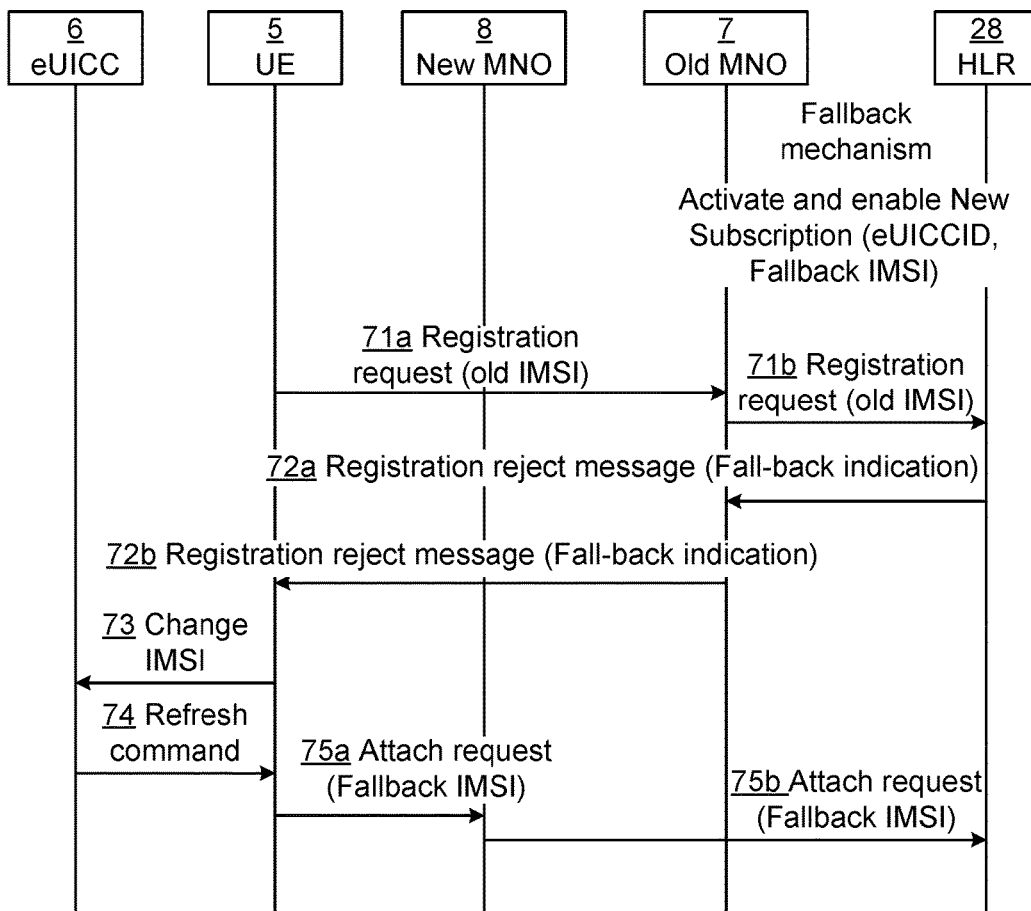 6
eUICC
5
UE
8
New MNO
7
Old MNO
28
HLR
Fallback
mechanism
Activate and enable New
Subscription (eUICCID,
Fallback IMSI)
71a Registration
request (old IMSI)
71b Registration
request (old IMSI)
72a Registration reject message (Fall-back indication)
72b Registration reject message (Fall-back indication)
73 Change
IMSI
74 Refresh
command
75a Attach request
(Fallback IMSI)
75b Attach request
(Fallback IMSI)